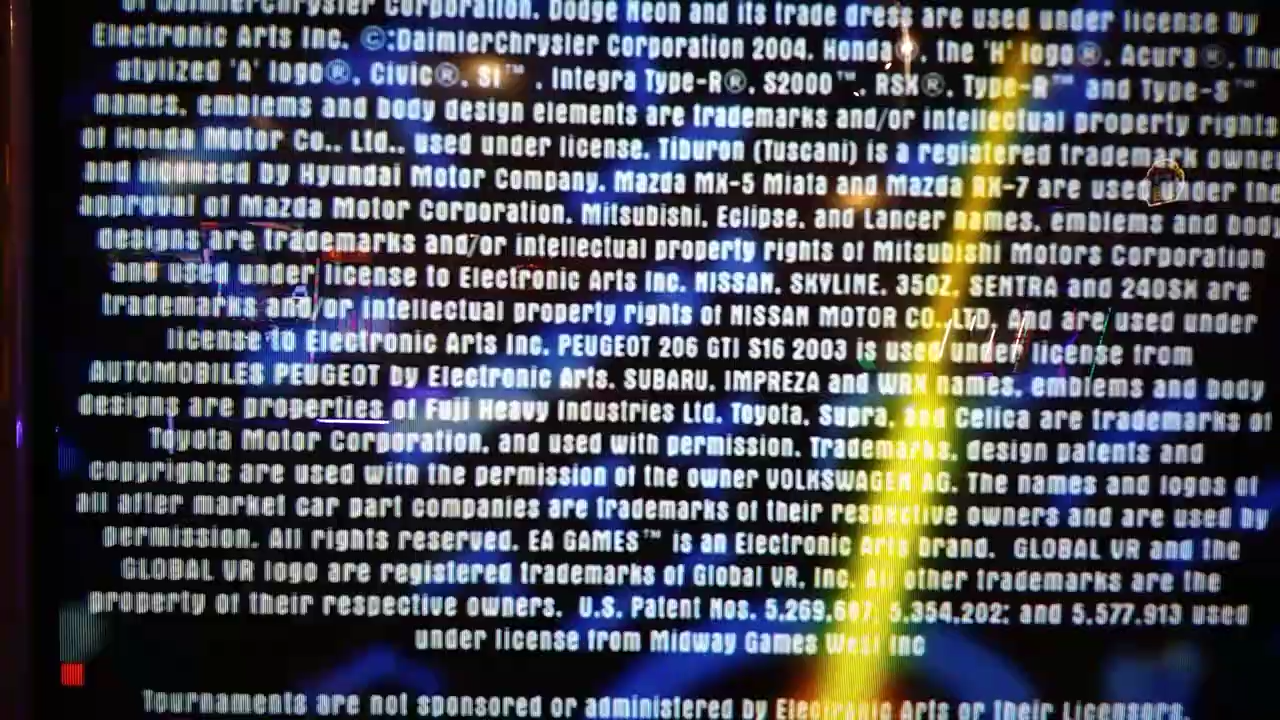 of DaimlerChrysler Corporation. Dodge Neon and its trade dress are used under license by
Electronic Arts Inc. ©:DaimlerChrysler Corporation 2004. Honda®, the 'H' logo®, Acura®, the
stylized 'A' logo®, Civic®, Si™, Integra Type-R®, S2000™, RSX®, Type-R™ and Type-S™
names, emblems and body design elements are trademarks and/or intellectual property rights
of Honda Motor Co., Ltd., used under license. Tiburon (Tuscani) is a registered trademark owned
and licensed by Hyundai Motor Company. Mazda MX-5 Miata and Mazda RX-7 are used under the
approval of Mazda Motor Corporation. Mitsubishi, Eclipse, and Lancer names, emblems and body
designs are trademarks and/or intellectual property rights of Mitsubishi Motors Corporation
and used under license to Electronic Arts Inc. NISSAN, SKYLINE, 350Z, SENTRA and 240SX are
trademarks and/or intellectual property rights of NISSAN MOTOR CO.,LTD. And are used under
license to Electronic Arts Inc. PEUGEOT 206 GTI S16 2003 is used under license from
AUTOMOBILES PEUGEOT by Electronic Arts. SUBARU, IMPREZA and WRX names, emblems and body
designs are properties of Fuji Heavy Industries Ltd. Toyota, Supra, and Celica are trademarks of
Toyota Motor Corporation, and used with permission. Trademarks, design patents and
copyrights are used with the permission of the owner VOLKSWAGEN AG. The names and logos of
all after market car part companies are trademarks of their respective owners and are used by
permission. All rights reserved. EA GAMES™ is an Electronic Arts brand. GLOBAL VR and the
GLOBAL VR logo are registered trademarks of Global VR, Inc. All other trademarks are the
property of their respective owners. U.S. Patent Nos. 5,269,687; 5,354,202; and 5,577,913 used
under license from Midway Games West Inc
Tournaments are not sponsored or administered by Electronic Arts or their Licensors.